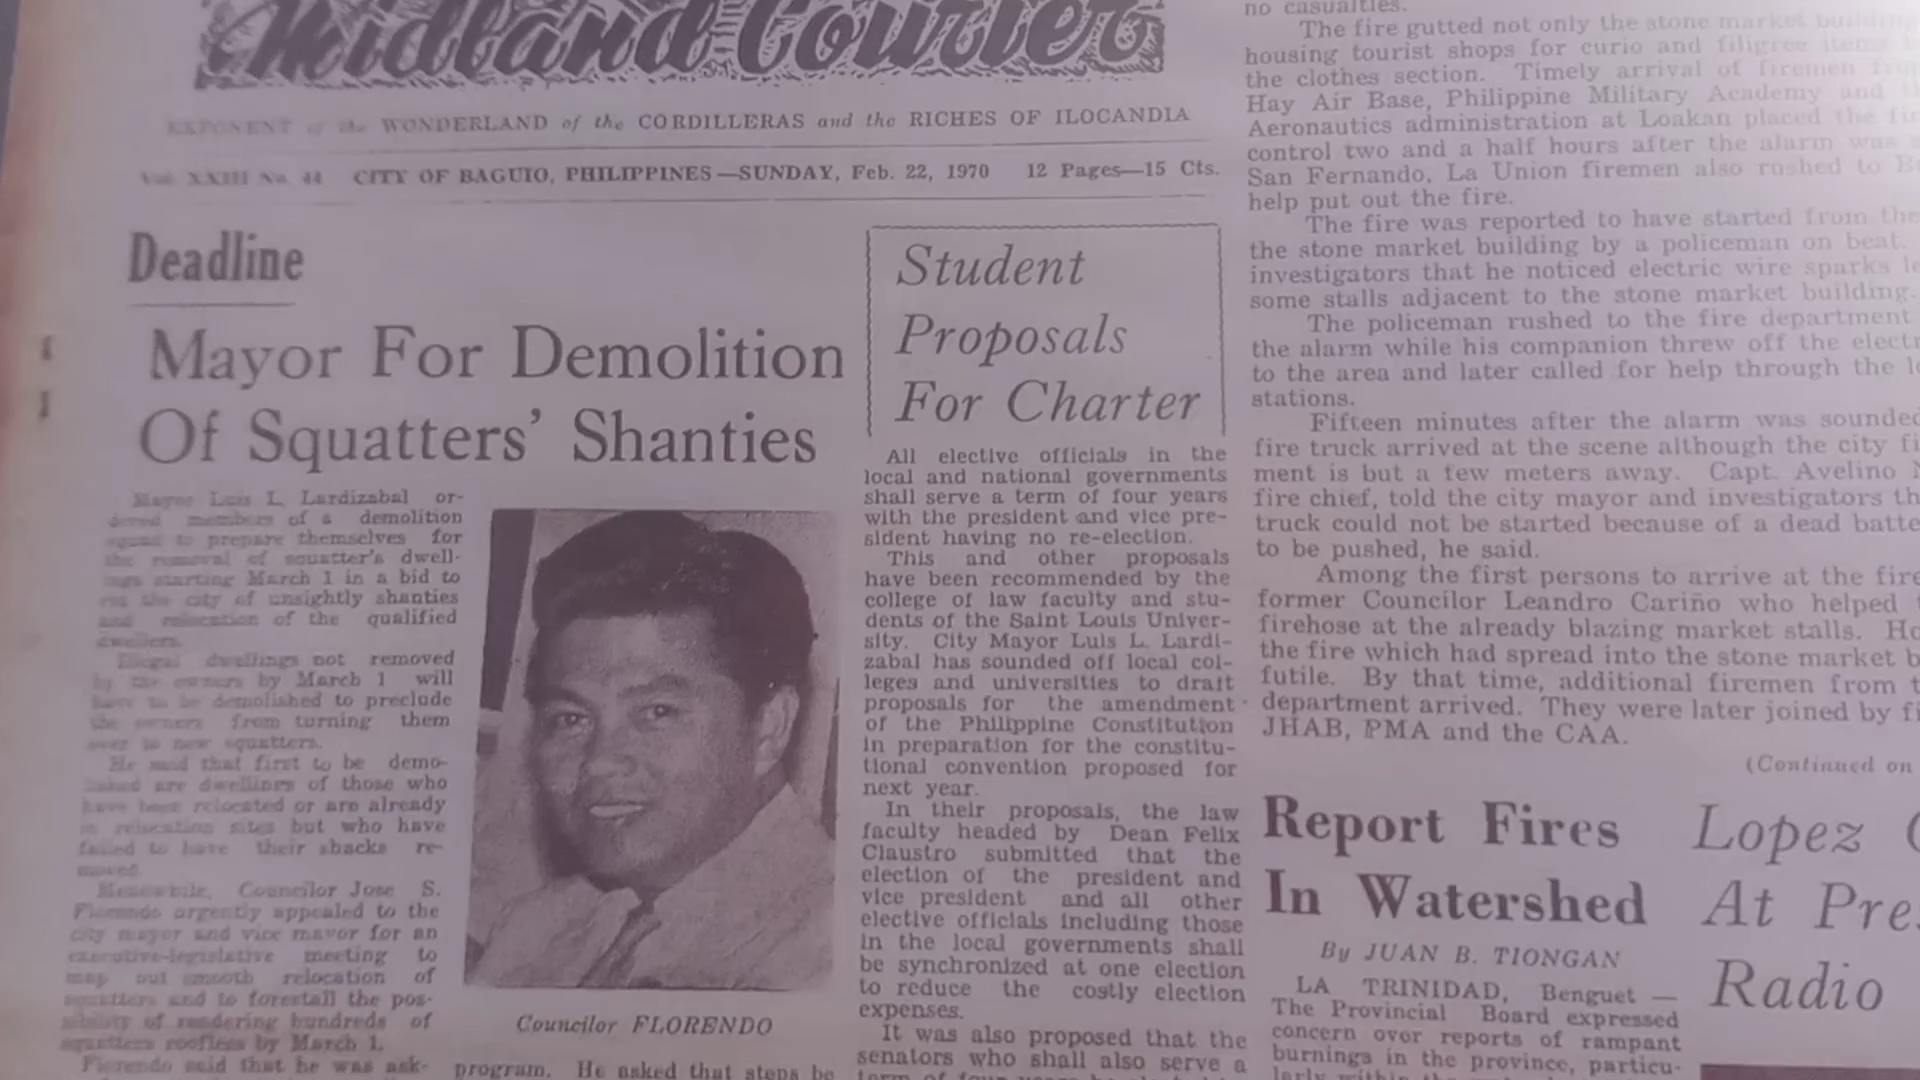 Midland Courier
EXPONENT of the WONDERLAND of the CORDILLERAS and the RICHES OF ILOCANDIA
Vol. XXIII No. 44 CITY OF BAGUIO, PHILIPPINES—SUNDAY, Feb. 22, 1970 12 Pages—15 Cts.
Deadline
Mayor For Demolition
Of Squatters' Shanties
Mayor Luis L. Lardizabal or-
dered members of a demolition
squad to prepare themselves for
the removal of squatter's dwell-
ings starting March 1 in a bid to
the city of unsightly shanties
and relocation of the qualified
dwellers.
Illegal dwellings not removed
by the owners by March 1 will
have to be demolished to preclude
the owners from turning them
over to new squatters.
He said that first to be demo-
lished are dwellings of those who
have been relocated or are already
in relocation sites but who have
failed to have their shacks re-
moved.
Meanwhile, Councilor Jose S.
Florendo urgently appealed to the
city mayor and vice mayor for an
executive-legislative meeting to
map out smooth relocation of
squatters and to forestall the pos-
sibility of rendering hundreds of
squatters roofless by March 1.
Florendo said that he was ask-
Councilor FLORENDO
program. He asked that steps be
Student
Proposals
For Charter
All elective officials in the
local and national governments
shall serve a term of four years
with the president and vice pre-
sident having no re-election.
This and other proposals
have been recommended by the
college of law faculty and stu-
dents of the Saint Louis Univer-
sity. City Mayor Luis L. Lardi-
zabal has sounded off local col-
leges and universities to draft
proposals for the amendment
of the Philippine Constitution
in preparation for the constitu-
tional convention proposed for
next year.
In their proposals, the law
faculty headed by Dean Felix
Claustro submitted that the
election of the president and
vice president and all other
elective officials including those
in the local governments shall
be synchronized at one election
to reduce the costly election
expenses.
It was also proposed that the
senators who shall also serve a
term of four years
no casualties.
The fire gutted not only the stone market building
housing tourist shops for curio and filigree items
the clothes section. Timely arrival of firemen
Hay Air Base, Philippine Military Academy and
Aeronautics administration at Loakan placed the
control two and a half hours after the alarm was
San Fernando, La Union firemen also rushed to
help put out the fire.
The fire was reported to have started from the
the stone market building by a policeman on beat.
investigators that he noticed electric wire sparks
some stalls adjacent to the stone market building.
The policeman rushed to the fire department
the alarm while his companion threw off the
to the area and later called for help through the
stations.
Fifteen minutes after the alarm was sounded
fire truck arrived at the scene although the city
ment is but a few meters away. Capt. Avelino
fire chief, told the city mayor and investigators
truck could not be started because of a dead
to be pushed, he said.
Among the first persons to arrive at the fire
former Councilor Leandro Cariño who helped
firehose at the already blazing market stalls.
the fire which had spread into the stone market
futile. By that time, additional firemen from
department arrived. They were later joined by
JHAB, PMA and the CAA.
(Continued on
Report Fires
In Watershed
By JUAN B. TIONGAN
LA TRINIDAD, Benguet —
The Provincial Board expressed
concern over reports of rampant
burnings in the province, particu-
larly within the
Lopez
At Pre
Radio